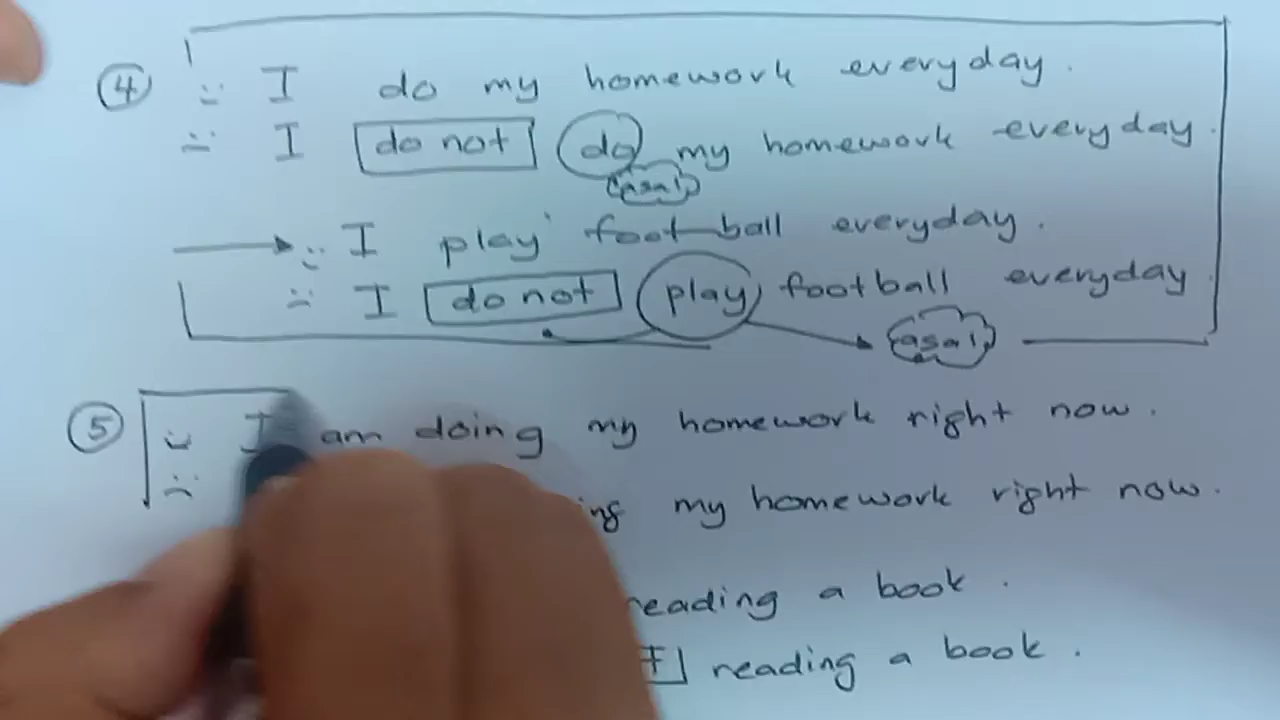 ④ I do my homework everyday.
I do not do my homework everyday.
asal
I play football everyday.
I do not play football everyday.
asal
⑤ I am doing my homework right now.
my homework right now.
reading a book.
reading a book.